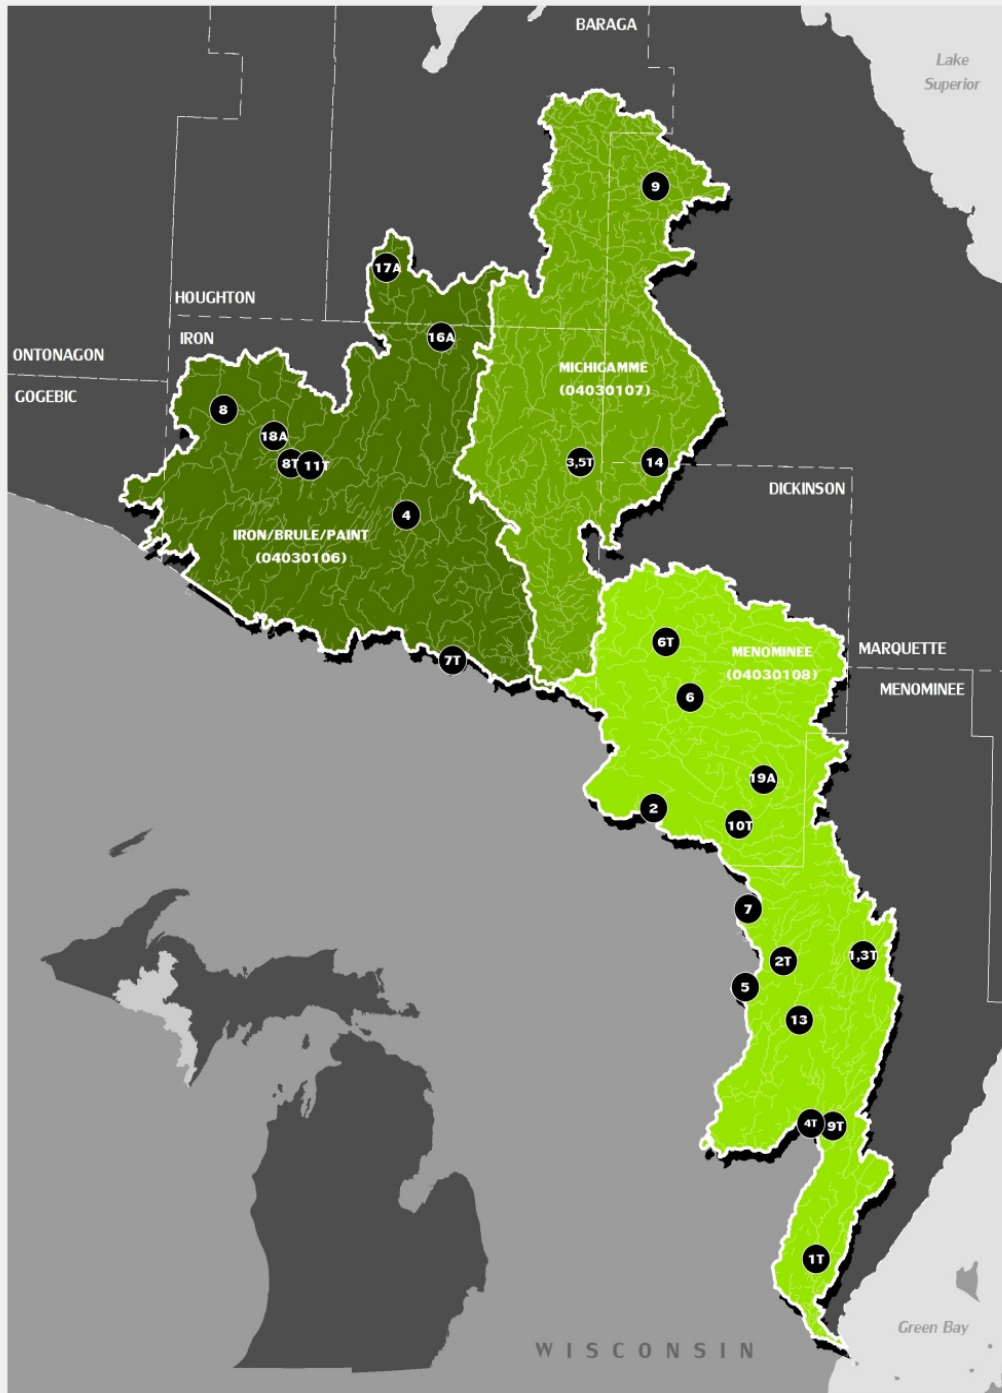 BARAGA
Lake
Superior
9
17A
HOUGHTON
16A
IRON
ONTONAGON
GOGEBIC
MICHIGAMME
(04030107)
8
18A
8T
11T
3,5T
14
DICKINSON
4
IRON/BRULE/PAINT
(04030106)
6T
MENOMINEE
(04030108)
MARQUETTE
7T
MENOMINEE
6
19A
2
10T
7
2T
1,3T
5
13
4T
9T
1T
Green Bay
WISCONSIN